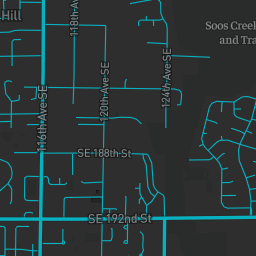 Hill
118th Av
Soos Creek
and Tra
120th Ave SE
124th Ave SE
116th Ave SE
SE 188th St
SE 192nd St